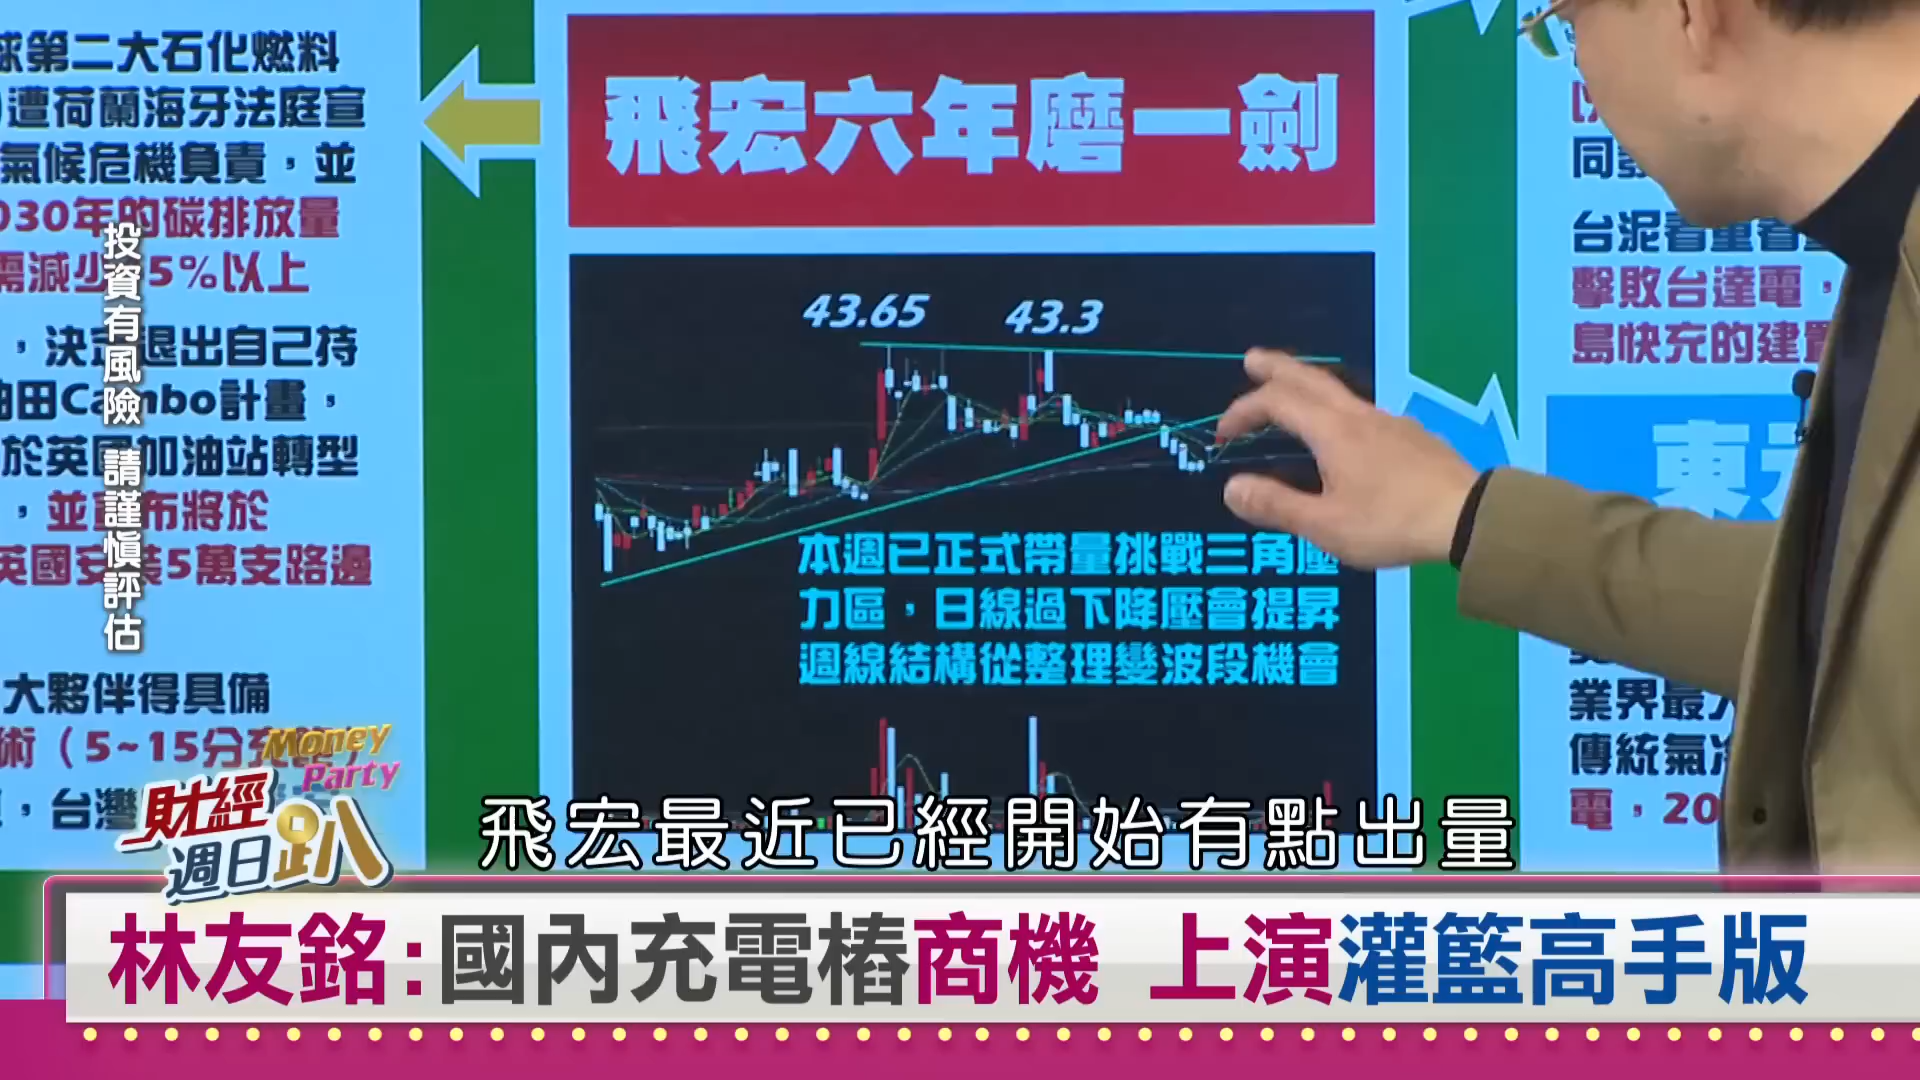 球第二大石化燃料
遭荷蘭海牙法庭宣
氣候危機負責，並
030年的碳排放量
需減少 5%以上
，決定退出自己持
油田Cambo計畫，
於英國加油站轉型
，並宣布將於
英國安裝5萬支路邊
大夥伴得具備
術（5~15分充飽）
，台灣
投資有風險 請謹慎評估
飛宏六年磨一劍
43.65
43.3
本週已正式帶量挑戰三角壓
力區，日線過下降壓會提昇
週線結構從整理變波段機會
同發
台泥看重
擊敗台達電，
島快充的建置
東元
業界最
傳統氣冷
電，20
Money
Party
財經
週日趴
飛宏最近已經開始有點出量
林友銘:國內充電樁商機 上演灌籃高手版